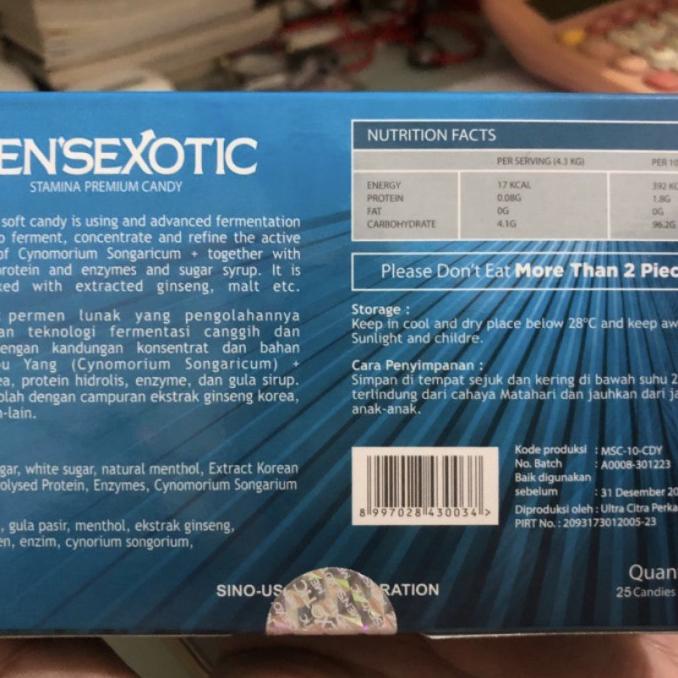 EN'SEXOTIC
STAMINA PREMIUM CANDY
soft candy is using and advanced fermentation
o ferment, concentrate and refine the active
of Cynomorium Songaricum + together with
protein and enzymes and sugar syrup. It is
ked with extracted ginseng, malt etc.
permen lunak yang pengolahannya
an teknologi fermentasi canggih dan
engan kandungan konsentrat dan bahan
u Yang (Cynomorium Songaricum) +
ea, protein hidrolis, enzyme, dan gula sirup.
olah dengan campuran ekstrak ginseng korea,
n-lain.
gar, white sugar, natural menthol, Extract Korean
olysed Protein, Enzymes, Cynomorium Songarium
, gula pasir, menthol, ekstrak ginseng,
en, enzim, cynorium songorium,
NUTRITION FACTS
PER SERVING (4.3 KG) PER 10
ENERGY 17 KCAL 392 KC
PROTEIN 0.08G 1.8G
FAT 0G 0G
CARBOHYDRATE 4.1G 96.2G
Please Don't Eat More Than 2 Piec
Storage :
Keep in cool and dry place below 28°C and keep aw
Sunlight and childre.
Cara Penyimpanan :
Simpan di tempat sejuk dan kering di bawah suhu 2
terlindung dari cahaya Matahari dan jauhkan dari ja
anak-anak.
8 997028 430034 >
Kode produksi : MSC-10-CDY
No. Batch : A0008-301223
Baik digunakan
sebelum : 31 Desember 20
Diproduksi oleh : Ultra Citra Perka
PIRT No. : 2093173012005-23
SINO-US RATION
Quan
25 Candies